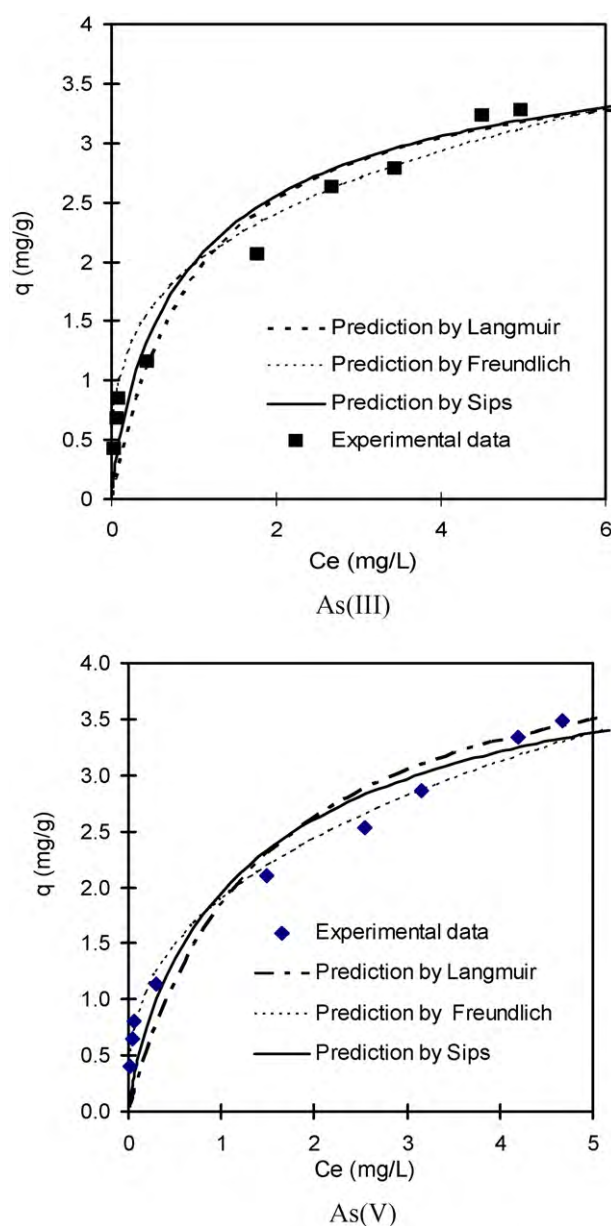 4
3.5
3
2.5
2
1.5
1
0.5
0
q (mg/g)
Prediction by Langmuir
Prediction by Freundlich
Prediction by Sips
Experimental data
0 2 4 6
Ce (mg/L)
As(III)
4.0
3.5
3.0
2.5
2.0
1.5
1.0
0.5
0.0
q (mg/g)
Experimental data
Prediction by Langmuir
Prediction by Freundlich
Prediction by Sips
0 1 2 3 4 5
Ce (mg/L)
As(V)